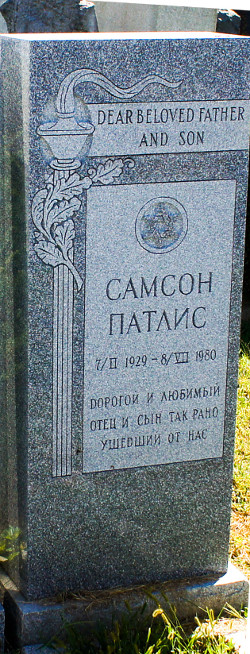 DEAR BELOVED FATHER
AND SON
САМСОН
ПАТЛИС
7/II 1929 – 8/VII 1980
ДОРОГОЙ И ЛЮБИМЫЙ
ОТЕЦ И СЫН ТАК РАНО
УШЕДШИЙ ОТ НАС